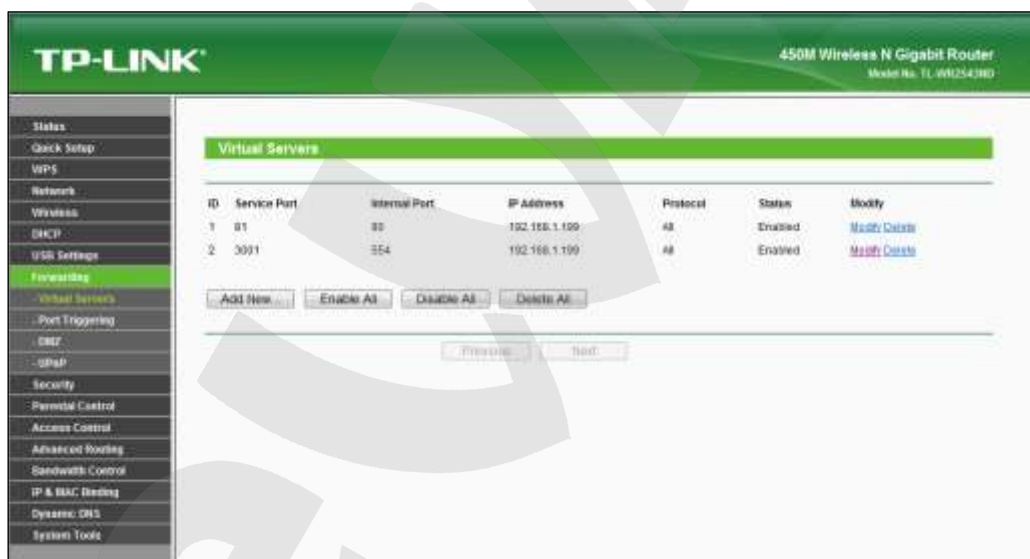 TP-LINK
450M Wireless N Gigabit Router
Model No. TL-WR2543ND
Status
Quick Setup
WPS
Network
Wireless
DHCP
USB Settings
Forwarding
- Virtual Servers
- Port Triggering
- DMZ
- UPnP
Security
Parental Control
Access Control
Advanced Routing
Bandwidth Control
IP & MAC Binding
Dynamic DNS
System Tools
Virtual Servers
ID Service Port Internal Port IP Address Protocol Status Modify
1 81 80 192.168.1.199 All Enabled Modify Delete
2 3001 554 192.168.1.199 All Enabled Modify Delete
Add New... Enable All Disable All Delete All
Previous Next